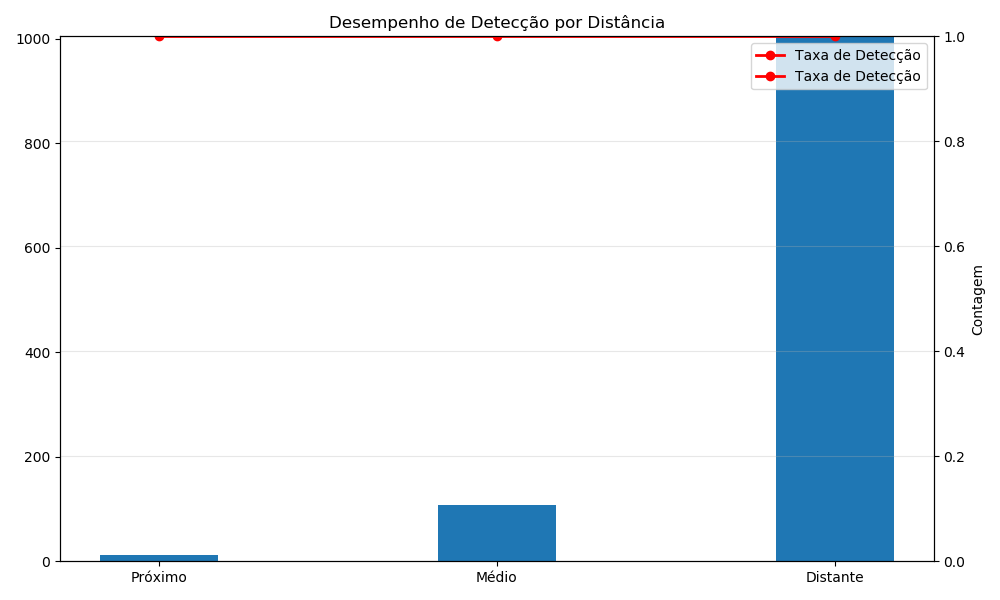 Desempenho de Detecção por Distância
1000
800
600
400
200
0
1.0
0.8
0.6
0.4
0.2
0.0
Contagem
Taxa de Detecção
Taxa de Detecção
Próximo
Médio
Distante